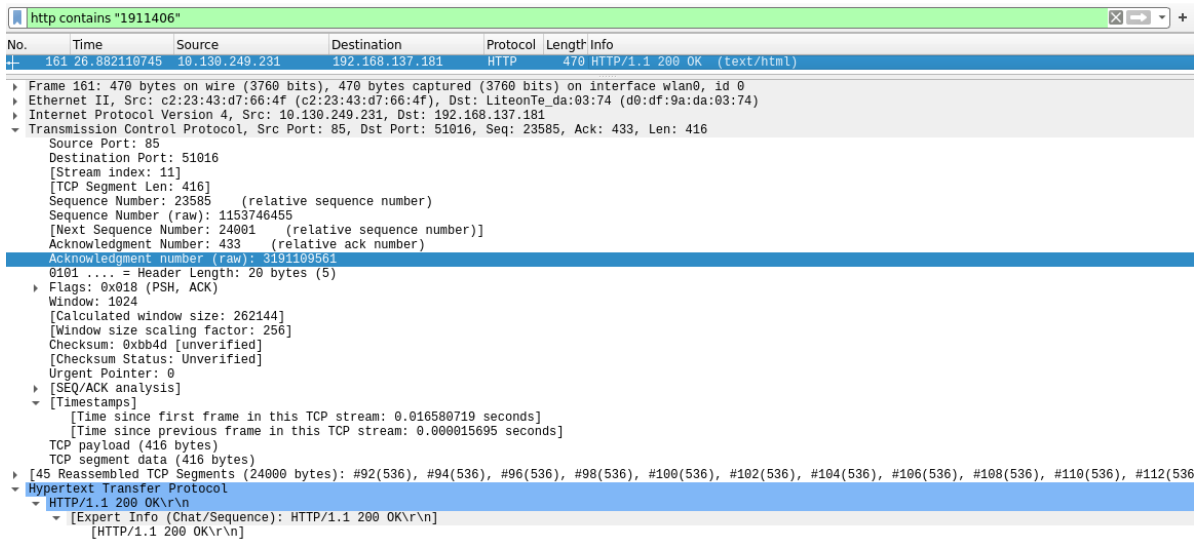 http contains "1911406"
No. Time Source Destination Protocol Length Info
161 26.882110745 10.130.249.231 192.168.137.181 HTTP 470 HTTP/1.1 200 OK (text/html)
Frame 161: 470 bytes on wire (3760 bits), 470 bytes captured (3760 bits) on interface wlan0, id 0
Ethernet II, Src: c2:23:43:d7:66:4f (c2:23:43:d7:66:4f), Dst: LiteonTe_da:03:74 (d0:df:9a:da:03:74)
Internet Protocol Version 4, Src: 10.130.249.231, Dst: 192.168.137.181
Transmission Control Protocol, Src Port: 85, Dst Port: 51016, Seq: 23585, Ack: 433, Len: 416
Source Port: 85
Destination Port: 51016
[Stream index: 11]
[TCP Segment Len: 416]
Sequence Number: 23585 (relative sequence number)
Sequence Number (raw): 1153746455
[Next Sequence Number: 24001 (relative sequence number)]
Acknowledgment Number: 433 (relative ack number)
Acknowledgment number (raw): 3191109561
0101 .... = Header Length: 20 bytes (5)
Flags: 0x018 (PSH, ACK)
Window: 1024
[Calculated window size: 262144]
[Window size scaling factor: 256]
Checksum: 0xbb4d [unverified]
[Checksum Status: Unverified]
Urgent Pointer: 0
[SEQ/ACK analysis]
[Timestamps]
[Time since first frame in this TCP stream: 0.016580719 seconds]
[Time since previous frame in this TCP stream: 0.000015695 seconds]
TCP payload (416 bytes)
TCP segment data (416 bytes)
[45 Reassembled TCP Segments (24000 bytes): #92(536), #94(536), #96(536), #98(536), #100(536), #102(536), #104(536), #106(536), #108(536), #110(536), #112(536
Hypertext Transfer Protocol
HTTP/1.1 200 OK\r\n
[Expert Info (Chat/Sequence): HTTP/1.1 200 OK\r\n]
[HTTP/1.1 200 OK\r\n]